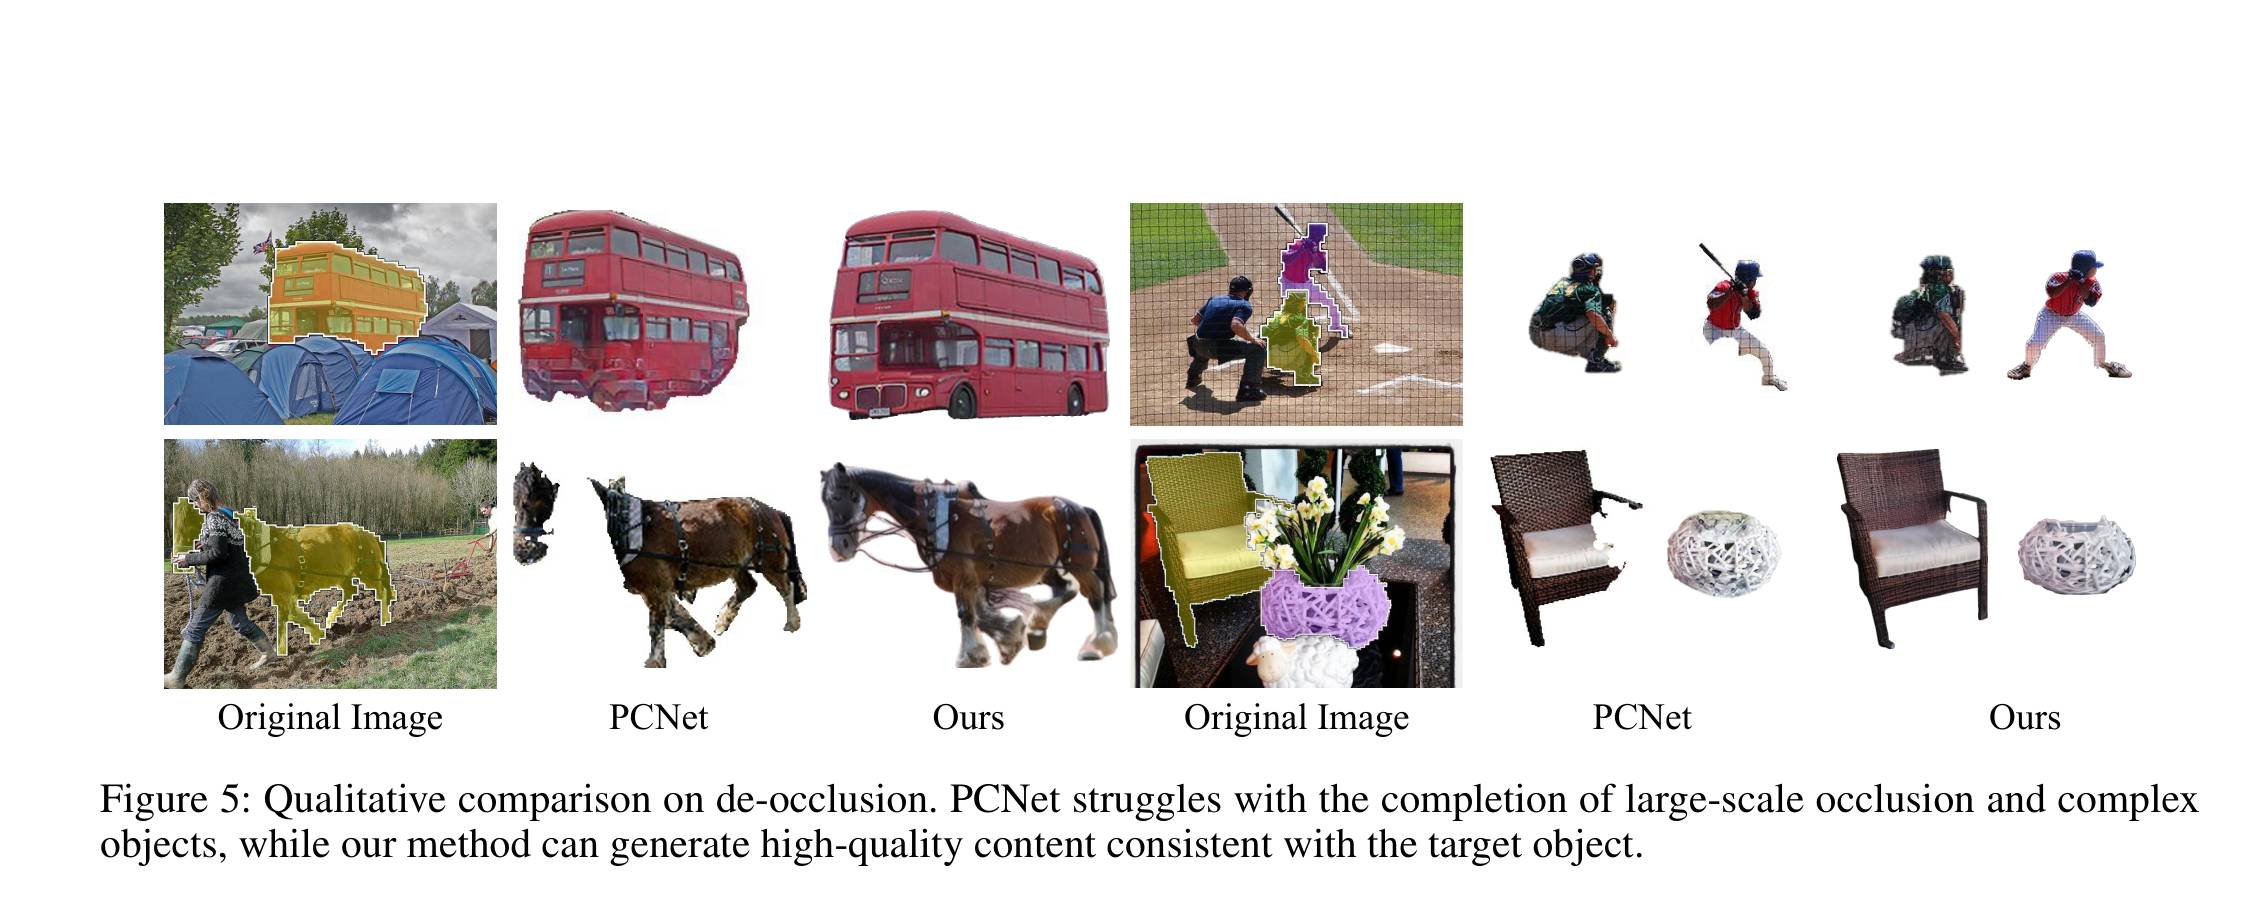 Original Image
PCNet
Ours
Original Image
PCNet
Ours
Figure 5: Qualitative comparison on de-occlusion. PCNet struggles with the completion of large-scale occlusion and complex
objects, while our method can generate high-quality content consistent with the target object.